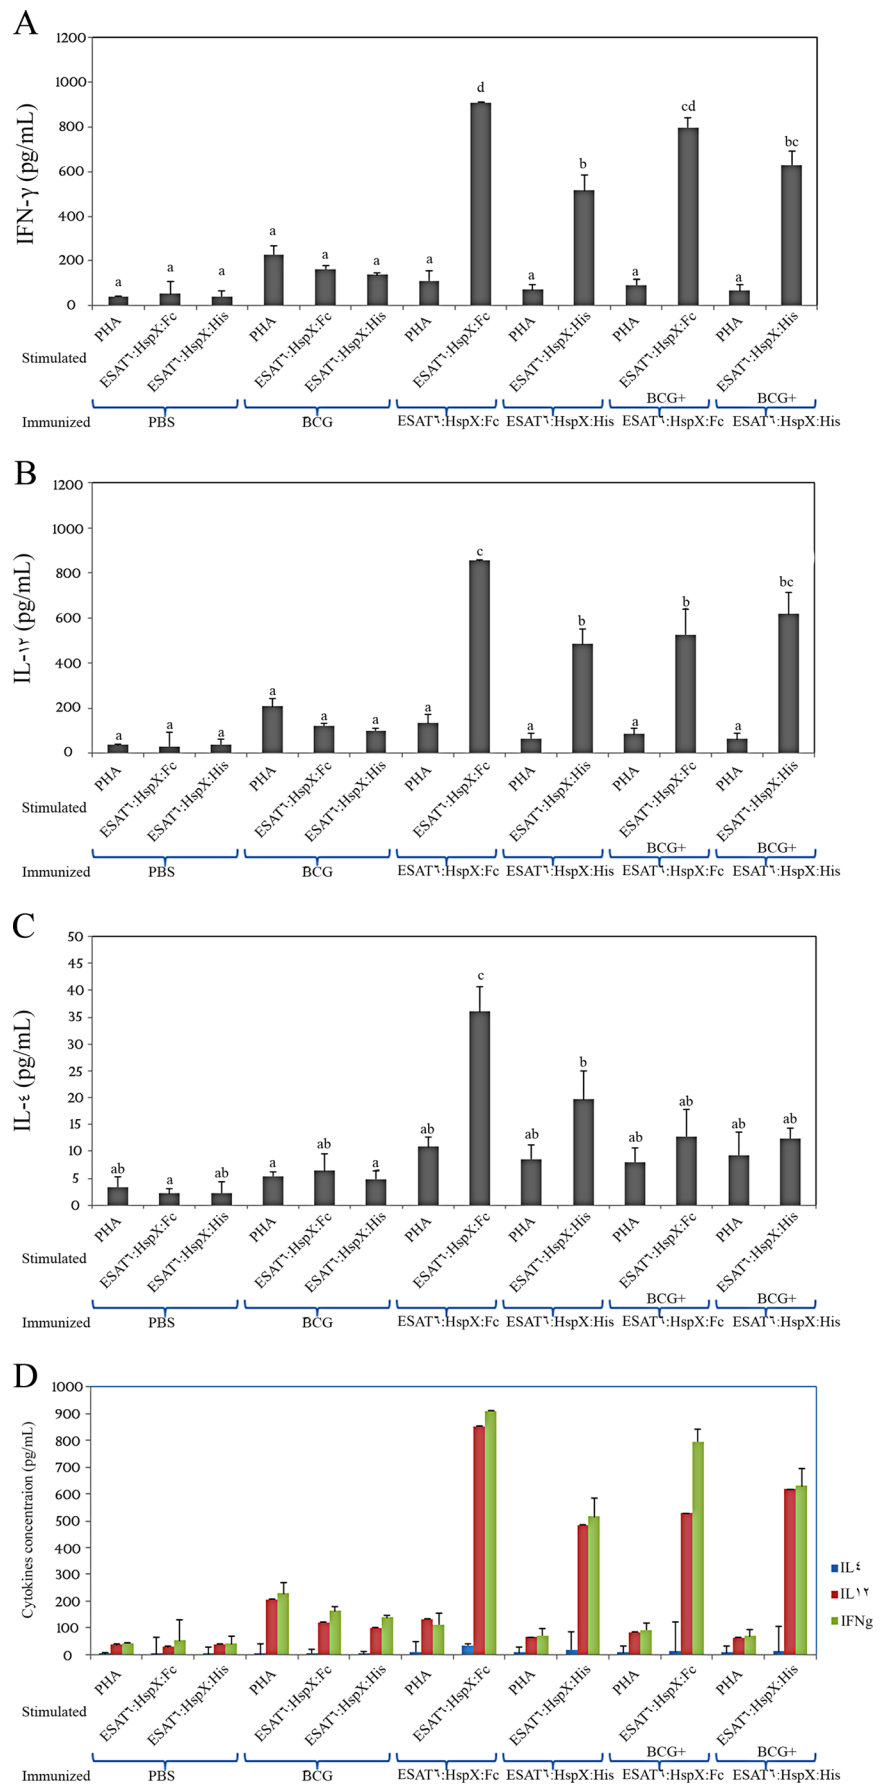 A
1200
1000
800
600
400
200
0
IFN-γ (pg/mL)
a a a a a a a d a b a cd a bc
PHA ESAT٦:HspX:Fc ESAT٦:HspX:His PHA ESAT٦:HspX:Fc ESAT٦:HspX:His PHA ESAT٦:HspX:Fc PHA ESAT٦:HspX:His PHA ESAT٦:HspX:Fc PHA ESAT٦:HspX:His
Stimulated
BCG+ BCG+
Immunized PBS BCG ESAT٦:HspX:Fc ESAT٦:HspX:His ESAT٦:HspX:Fc ESAT٦:HspX:His
B
1200
1000
800
600
400
200
0
IL-١٢ (pg/mL)
a a a a a a a c a b a b a bc
PHA ESAT٦:HspX:Fc ESAT٦:HspX:His PHA ESAT٦:HspX:Fc ESAT٦:HspX:His PHA ESAT٦:HspX:Fc PHA ESAT٦:HspX:His PHA ESAT٦:HspX:Fc PHA ESAT٦:HspX:His
Stimulated
BCG+ BCG+
Immunized PBS BCG ESAT٦:HspX:Fc ESAT٦:HspX:His ESAT٦:HspX:Fc ESAT٦:HspX:His
C
50
45
40
35
30
25
20
15
10
5
0
IL-٤ (pg/mL)
ab a ab a ab a ab c ab b ab ab ab ab
PHA ESAT٦:HspX:Fc ESAT٦:HspX:His PHA ESAT٦:HspX:Fc ESAT٦:HspX:His PHA ESAT٦:HspX:Fc PHA ESAT٦:HspX:His PHA ESAT٦:HspX:Fc PHA ESAT٦:HspX:His
Stimulated
BCG+ BCG+
Immunized PBS BCG ESAT٦:HspX:Fc ESAT٦:HspX:His ESAT٦:HspX:Fc ESAT٦:HspX:His
D
1000
900
800
700
600
500
400
300
200
100
0
Cytokines concentraion (pg/mL)
IL٤
IL١٢
IFNg
PHA ESAT٦:HspX:Fc ESAT٦:HspX:His PHA ESAT٦:HspX:Fc ESAT٦:HspX:His PHA ESAT٦:HspX:Fc PHA ESAT٦:HspX:His PHA ESAT٦:HspX:Fc PHA ESAT٦:HspX:His
Stimulated
BCG+ BCG+
Immunized PBS BCG ESAT٦:HspX:Fc ESAT٦:HspX:His ESAT٦:HspX:Fc ESAT٦:HspX:His